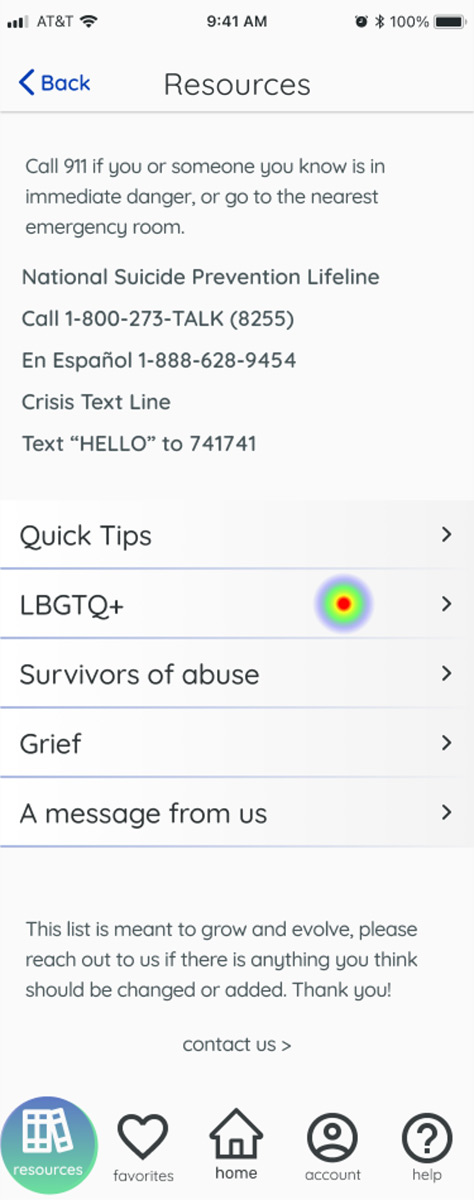 AT&T 9:41 AM 100%
Back Resources
Call 911 if you or someone you know is in
immediate danger, or go to the nearest
emergency room.
National Suicide Prevention Lifeline
Call 1-800-273-TALK (8255)
En Español 1-888-628-9454
Crisis Text Line
Text “HELLO” to 741741
Quick Tips
LBGTQ+
Survivors of abuse
Grief
A message from us
This list is meant to grow and evolve, please
reach out to us if there is anything you think
should be changed or added. Thank you!
contact us >
resources favorites home account help